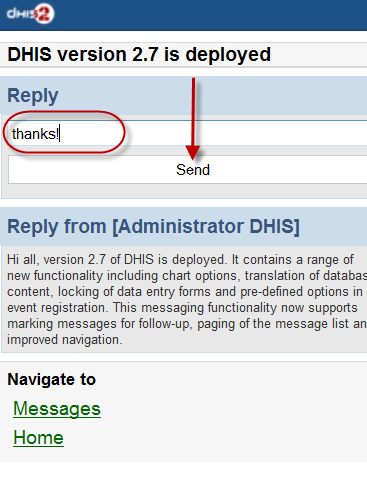 dHIS2
DHIS version 2.7 is deployed
Reply
thanks!
Send
Reply from [Administrator DHIS]
Hi all, version 2.7 of DHIS is deployed. It contains a range of
new functionality including chart options, translation of databas
content, locking of data entry forms and pre-defined options in
event registration. This messaging functionality now supports
marking messages for follow-up, paging of the message list an
improved navigation.
Navigate to
Messages
Home